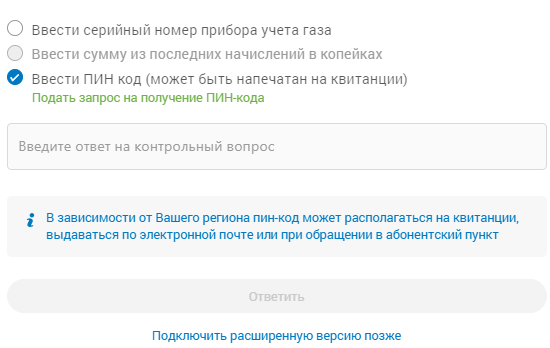 Ввести серийный номер прибора учета газа
Ввести сумму из последних начислений в копейках
Ввести ПИН код (может быть напечатан на квитанции)
Подать запрос на получение ПИН-кода
Введите ответ на контрольный вопрос
В зависимости от Вашего региона пин-код может располагаться на квитанции,
выдаваться по электронной почте или при обращении в абонентский пункт
Ответить
Подключить расширенную версию позже